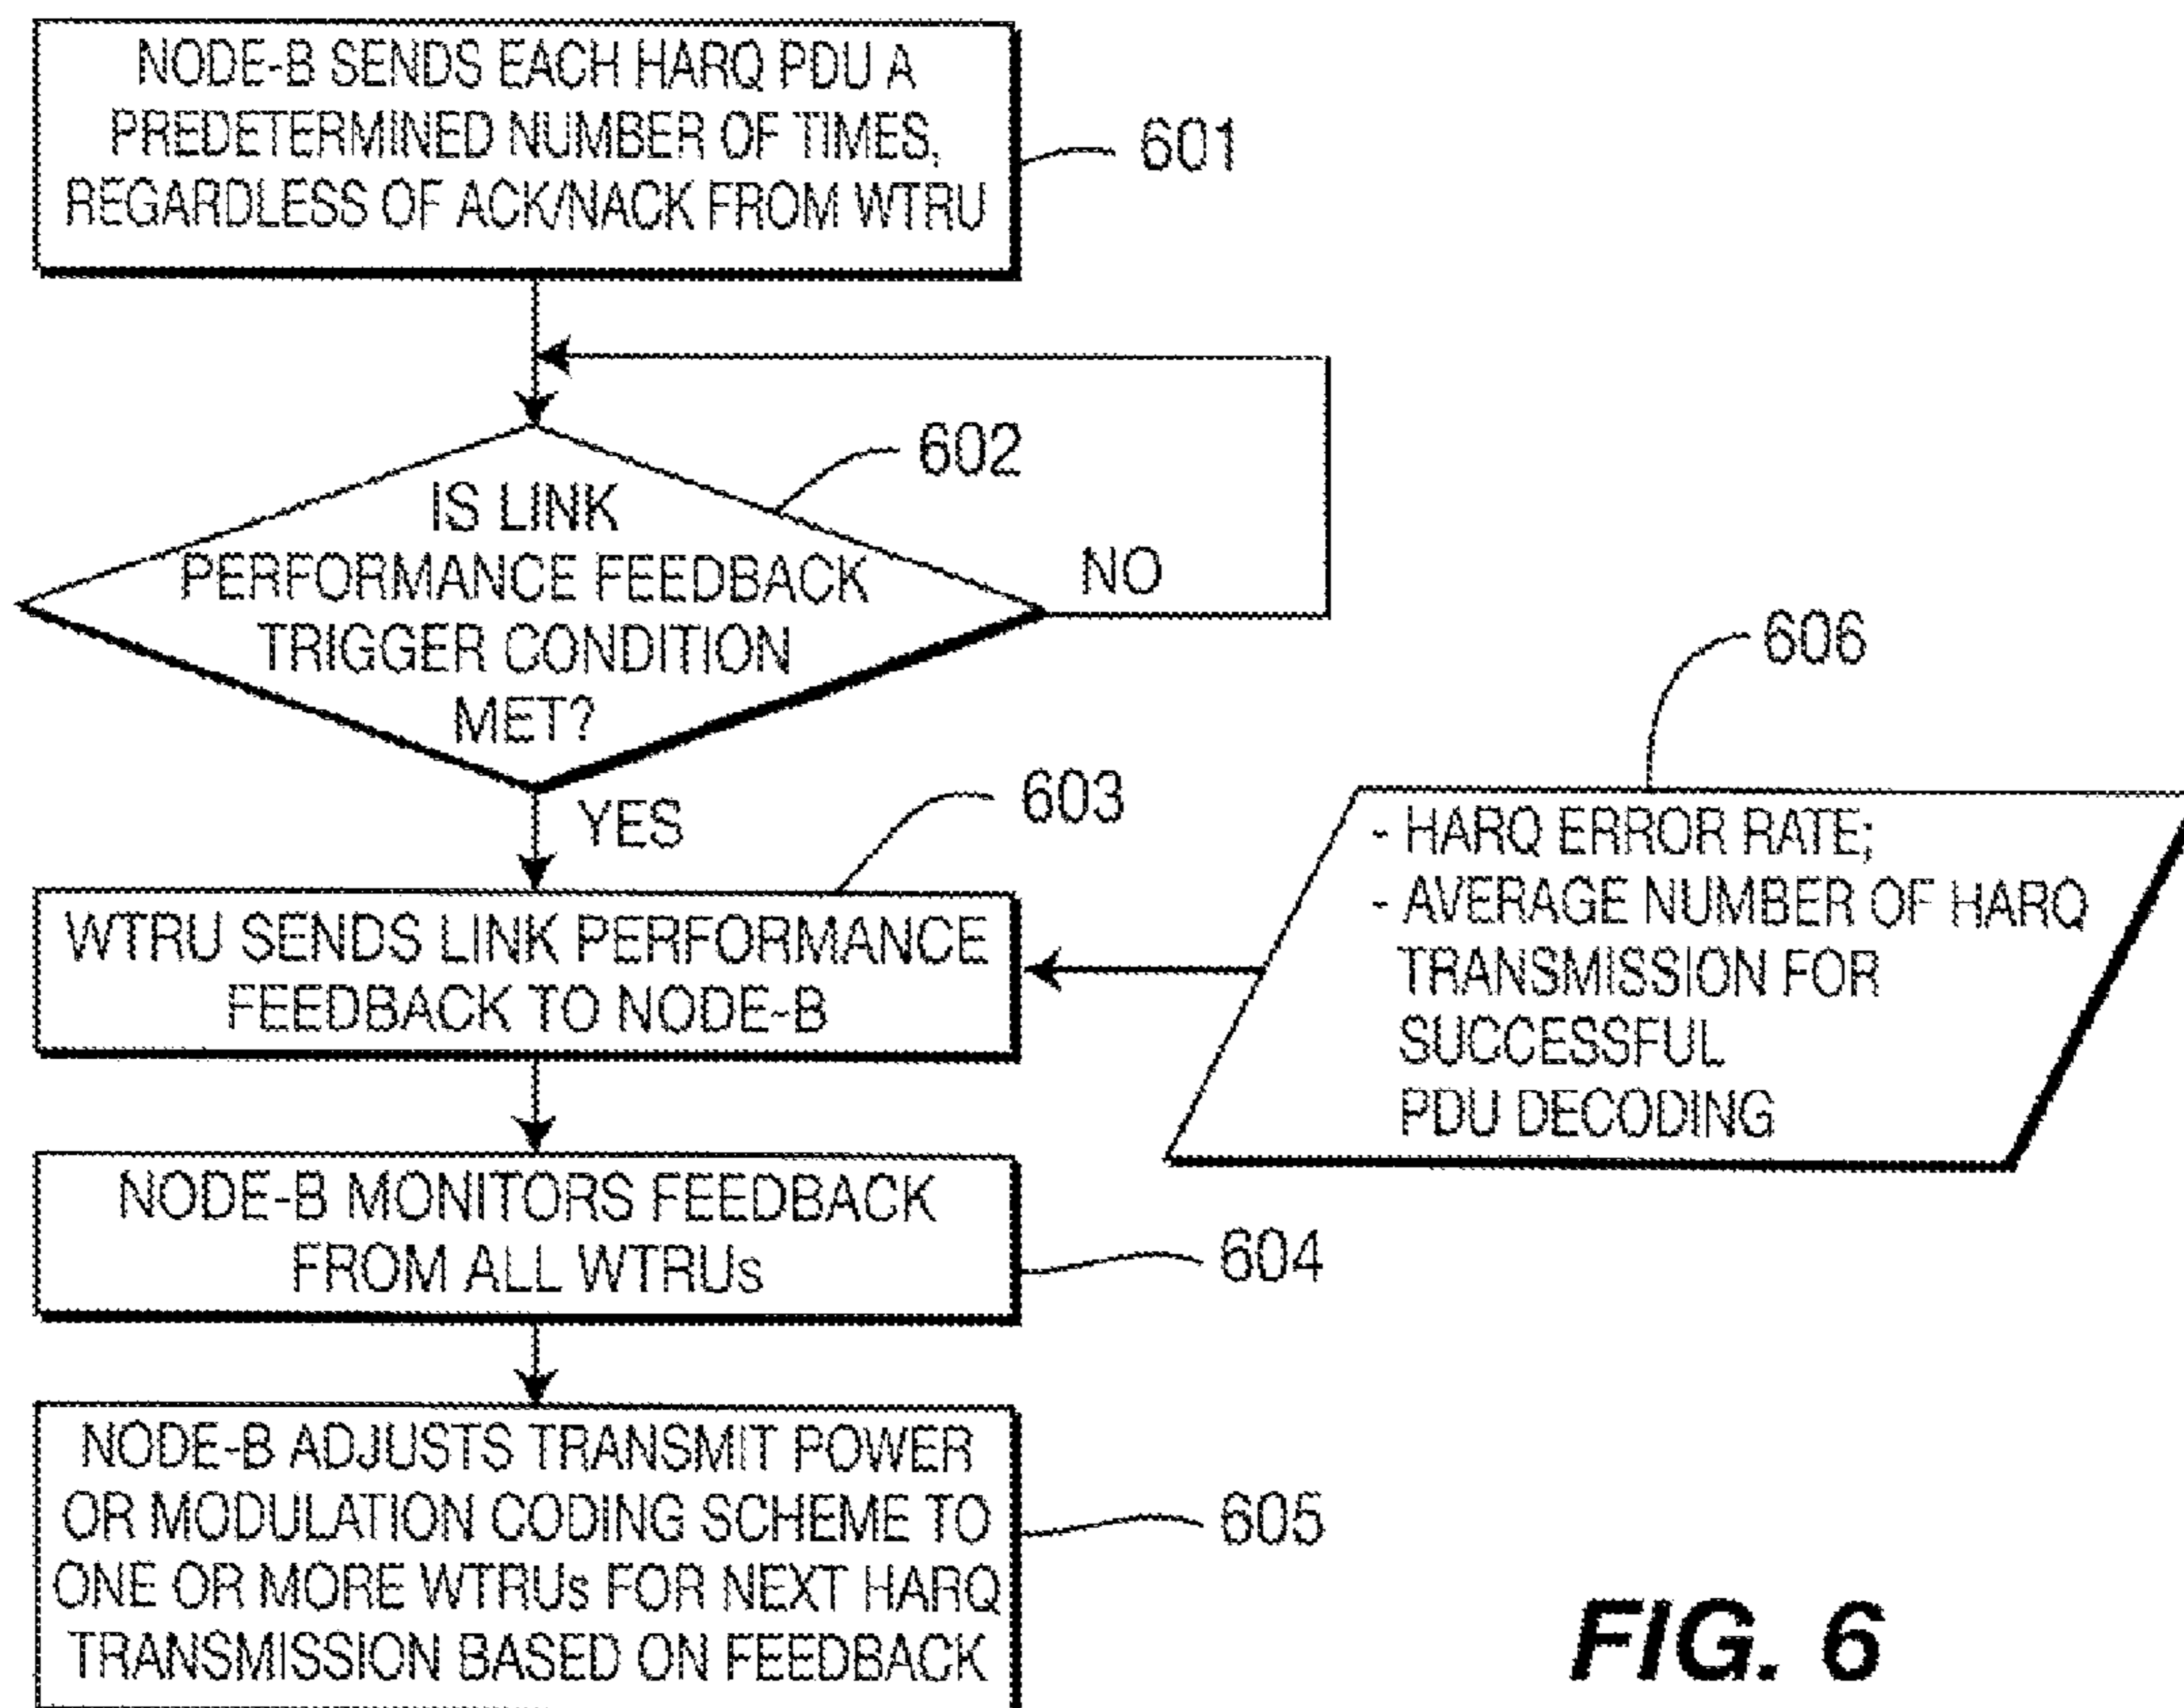 NODE-B SENDS EACH HARQ PDU A
PREDETERMINED NUMBER OF TIMES,
REGARDLESS OF ACK/NACK FROM WTRU
601
602
IS LINK
PERFORMANCE FEEDBACK
TRIGGER CONDITION
MET?
NO
YES
603
606
WTRU SENDS LINK PERFORMANCE
FEEDBACK TO NODE-B
- HARQ ERROR RATE;
- AVERAGE NUMBER OF HARQ
TRANSMISSION FOR
SUCCESSFUL
PDU DECODING
NODE-B MONITORS FEEDBACK
FROM ALL WTRUs
604
NODE-B ADJUSTS TRANSMIT POWER
OR MODULATION CODING SCHEME TO
ONE OR MORE WTRUs FOR NEXT HARQ
TRANSMISSION BASED ON FEEDBACK
605
FIG. 6